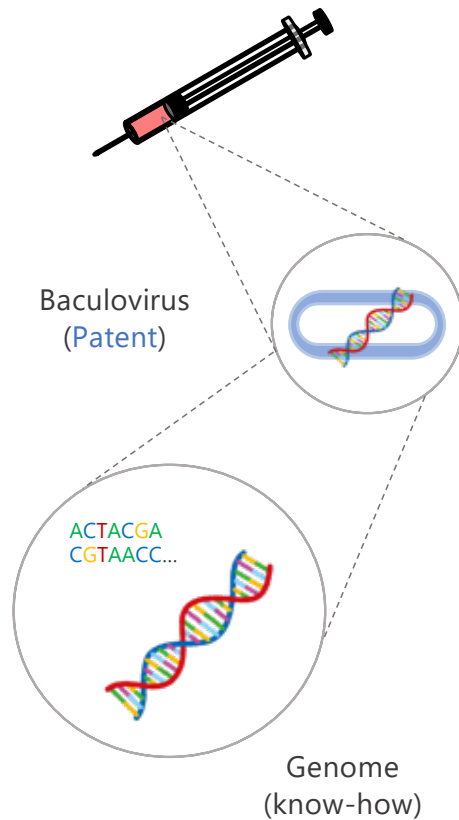 Baculovirus
(Patent)
ACTACGA
CGTAACC...
Genome
(know-how)